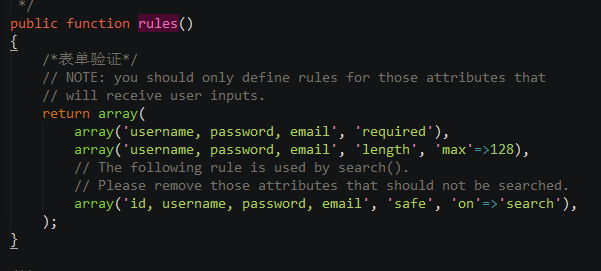 */
public function rules()
{
/*表单验证*/
// NOTE: you should only define rules for those attributes that
// will receive user inputs.
return array(
array('username, password, email', 'required'),
array('username, password, email', 'length', 'max'=>128),
// The following rule is used by search().
// Please remove those attributes that should not be searched.
array('id, username, password, email', 'safe', 'on'=>'search'),
);
}